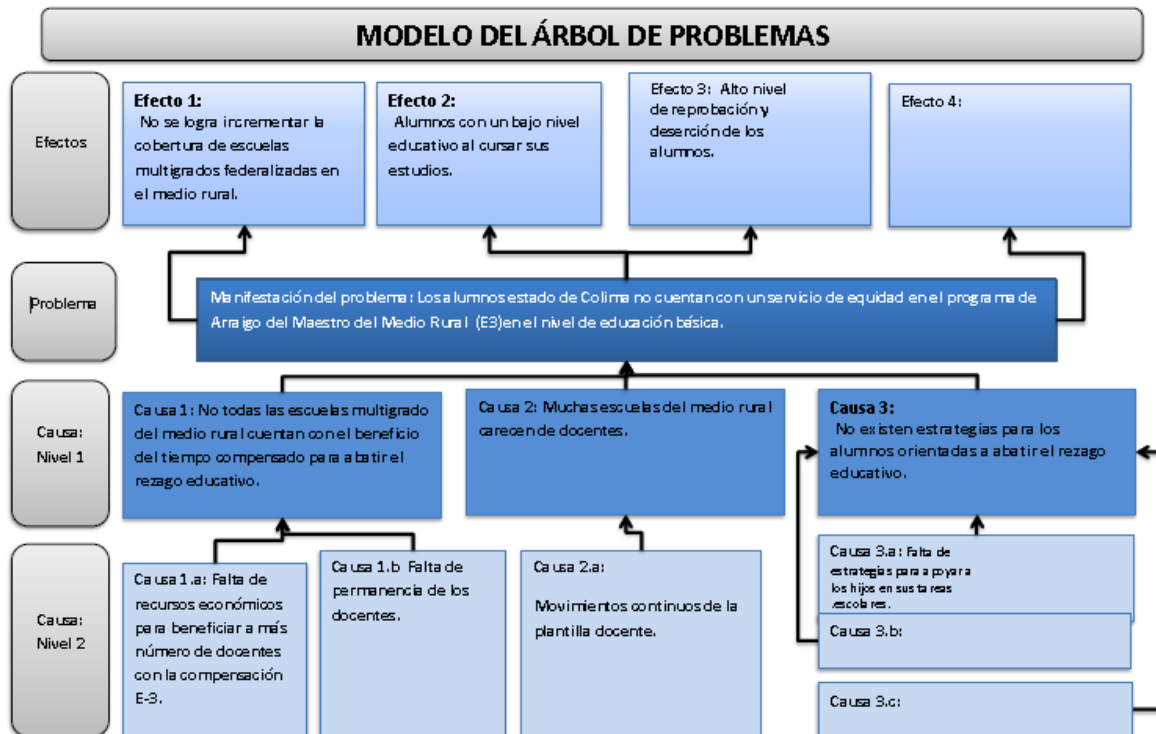 MODELO DEL ÁRBOL DE PROBLEMAS
Efectos
Efecto 1:
No se logra incrementar la
cobertura de escuelas
multigrados federalizadas en
el medio rural.
Efecto 2:
Alumnos con un bajo nivel
educativo al cursar sus
estudios.
Efecto 3: Alto nivel
de reprobación y
deserción de los
alumnos.
Efecto 4:
Problema
Manifestación del problema: Los alumnos estado de Colima no cuentan con un servicio de equidad en el programa de
Arraigo del Maestro del Medio Rural (E3)en el nivel de educación básica.
Causa:
Nivel 1
Causa 1: No todas las escuelas multigrado
del medio rural cuentan con el beneficio
del tiempo compensado para abatir el
rezago educativo.
Causa 2: Muchas escuelas del medio rural
carecen de docentes.
Causa 3:
No existen estrategias para los
alumnos orientadas a abatir el rezago
educativo.
Causa:
Nivel 2
Causa 1.a: Falta de
recursos económicos
para beneficiar a más
número de docentes
con la compensación
E-3.
Causa 1.b Falta de
permanencia de los
docentes.
Causa 2.a:
Movimientos continuos de la
plantilla docente.
Causa 3.a: Falta de
estrategias para apoyar a
los hijos en sus tareas
.escolares.
Causa 3.b:
Causa 3.c: